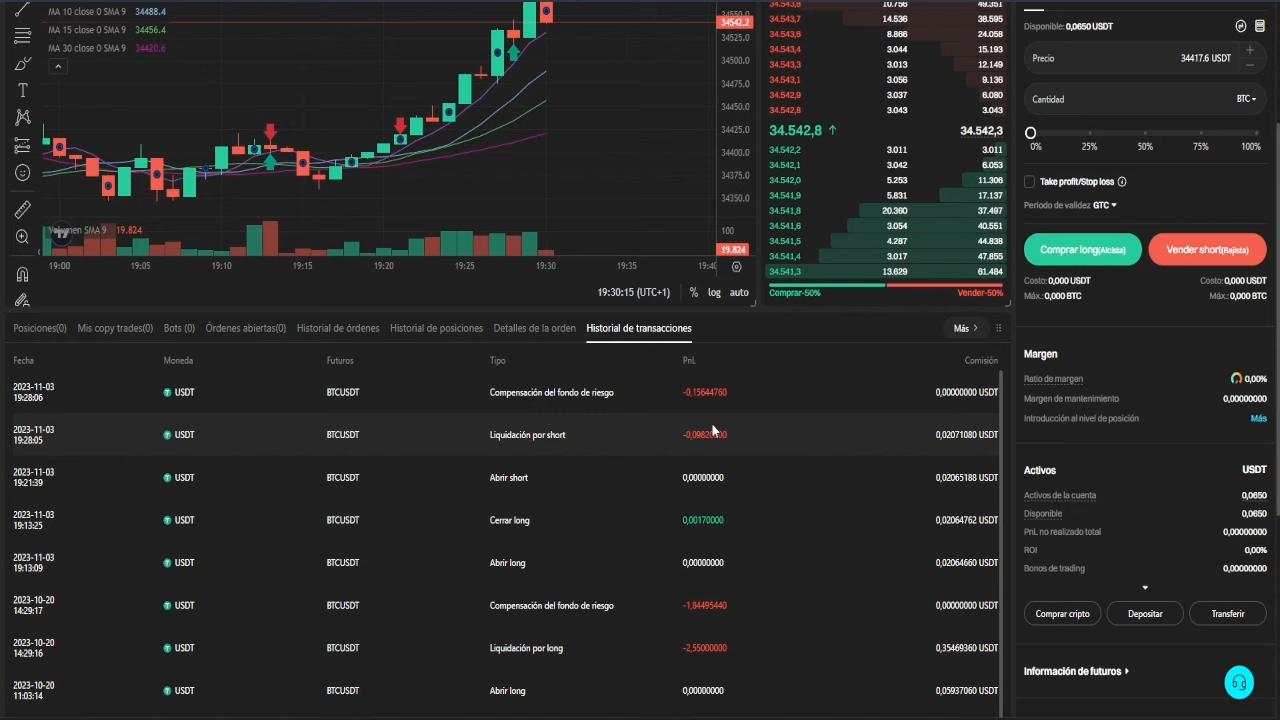 MA 10 close 0 SMA 9 34488.4
MA 15 close 0 SMA 9 34456.4
MA 30 close 0 SMA 9 34420.6
T
Volumen SMA 9 19.824
34550.0
34542.2
34525.0
34500.0
34475.0
34450.0
34425.0
34400.0
34375.0
34350.0
100
19.824
19:00 19:05 19:10 19:15 19:20 19:25 19:30 19:35 19:40
19:30:15 (UTC+1) % log auto
34.543,8 10.756 49.351
34.543,7 14.536 38.595
34.543,6 8.866 24.058
34.543,4 3.044 15.193
34.543,3 3.013 12.149
34.543,1 3.056 9.136
34.542,9 3.037 6.080
34.542,8 3.043 3.043
34.542,8 ↑ 34.542,3
34.542,2 3.011 3.011
34.542,1 3.042 6.053
34.542,0 5.253 11.306
34.541,9 5.831 17.137
34.541,8 20.360 37.497
34.541,6 3.054 40.551
34.541,5 4.287 44.838
34.541,4 3.017 47.855
34.541,3 13.629 61.484
Comprar-50% Vender-50%
Disponible: 0,0650 USDT
Precio 34417.6 USDT
Cantidad BTC
0% 25% 50% 75% 100%
Take profit/Stop loss
Periodo de validez GTC
Comprar long(Alcista) Vender short(Bajista)
Costo: 0,000 USDT Costo: 0,000 USDT
Máx.: 0,000 BTC Máx.: 0,000 BTC
Margen
Ratio de margen 0,00%
Margen de mantenimiento 0,00000000
Introducción al nivel de posición Más
Activos USDT
Activos de la cuenta 0,0650
Disponible 0,0650
PnL no realizado total 0,00000000
ROI 0,00%
Bonos de trading 0,00000000
Comprar cripto Depositar Transferir
Información de futuros
Posiciones(0) Mis copy trades(0) Bots (0) Órdenes abiertas(0) Historial de órdenes Historial de posiciones Detalles de la orden Historial de transacciones Más >
Fecha Moneda Futuros Tipo PnL Comisión
2023-11-03
19:28:06 USDT BTCUSDT Compensación del fondo de riesgo -0,15644760 0,00000000 USDT
2023-11-03
19:28:05 USDT BTCUSDT Liquidación por short 0,02071080 USDT
2023-11-03
19:21:39 USDT BTCUSDT Abrir short 0,00000000 0,02065188 USDT
2023-11-03
19:13:25 USDT BTCUSDT Cerrar long 0,00170000 0,02064762 USDT
2023-11-03
19:13:09 USDT BTCUSDT Abrir long 0,00000000 0,02064660 USDT
2023-10-20
14:29:17 USDT BTCUSDT Compensación del fondo de riesgo -1,84495440 0,00000000 USDT
2023-10-20
14:29:16 USDT BTCUSDT Liquidación por long -2,55000000 0,35469360 USDT
2023-10-20
11:03:14 USDT BTCUSDT Abrir long 0,00000000 0,05937060 USDT